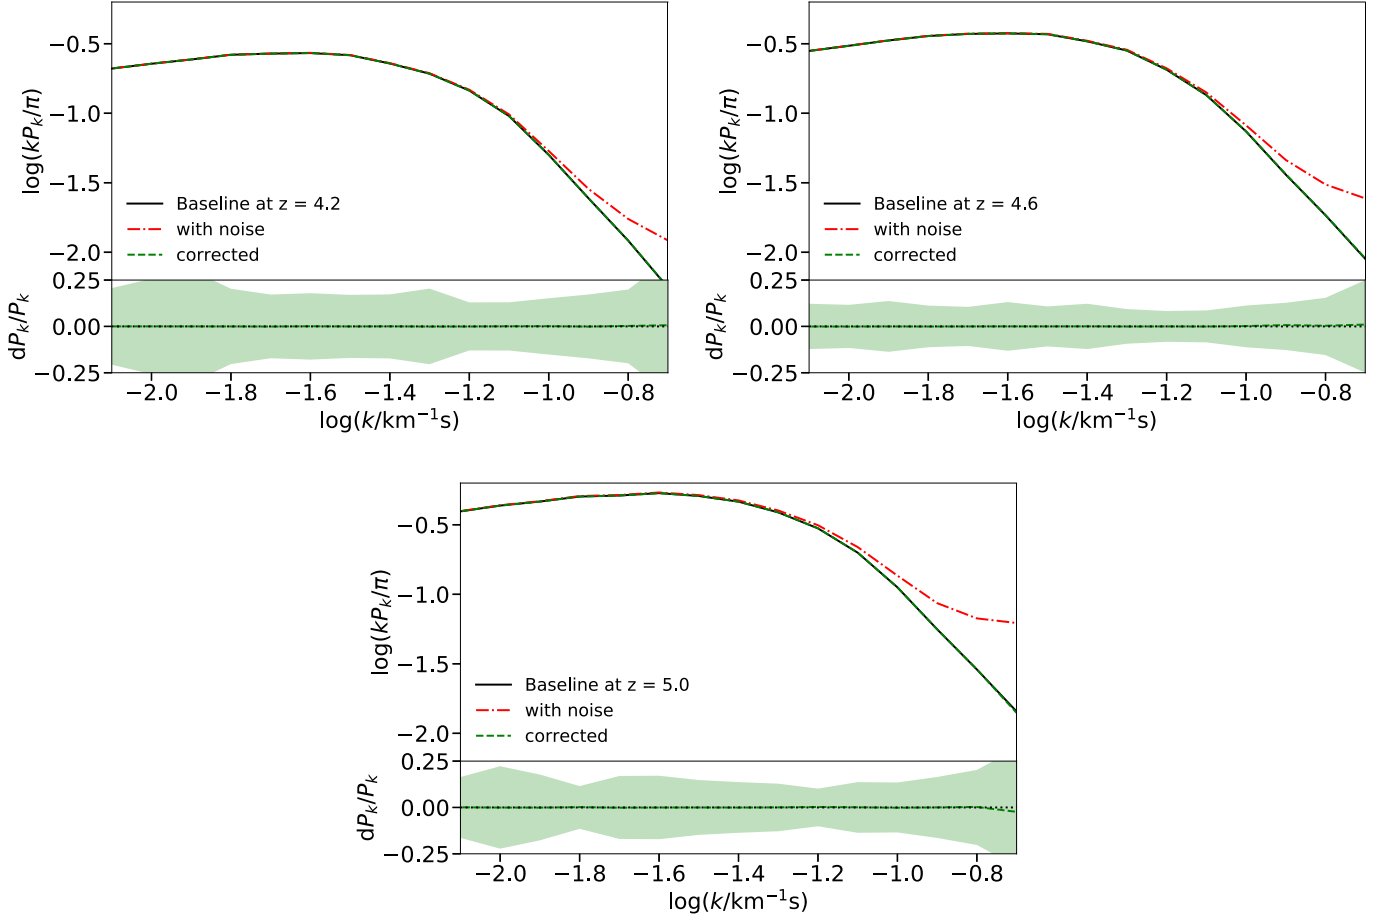 −0.5
−1.0
−1.5
−2.0
log(kP_k/π)
Baseline at z = 4.2
with noise
corrected
0.25
0.00
−0.25
dP_k/P_k
−2.0 −1.8 −1.6 −1.4 −1.2 −1.0 −0.8
log(k/km⁻¹s)
−0.5
−1.0
−1.5
−2.0
log(kP_k/π)
Baseline at z = 4.6
with noise
corrected
0.25
0.00
−0.25
dP_k/P_k
−2.0 −1.8 −1.6 −1.4 −1.2 −1.0 −0.8
log(k/km⁻¹s)
−0.5
−1.0
−1.5
−2.0
log(kP_k/π)
Baseline at z = 5.0
with noise
corrected
0.25
0.00
−0.25
dP_k/P_k
−2.0 −1.8 −1.6 −1.4 −1.2 −1.0 −0.8
log(k/km⁻¹s)